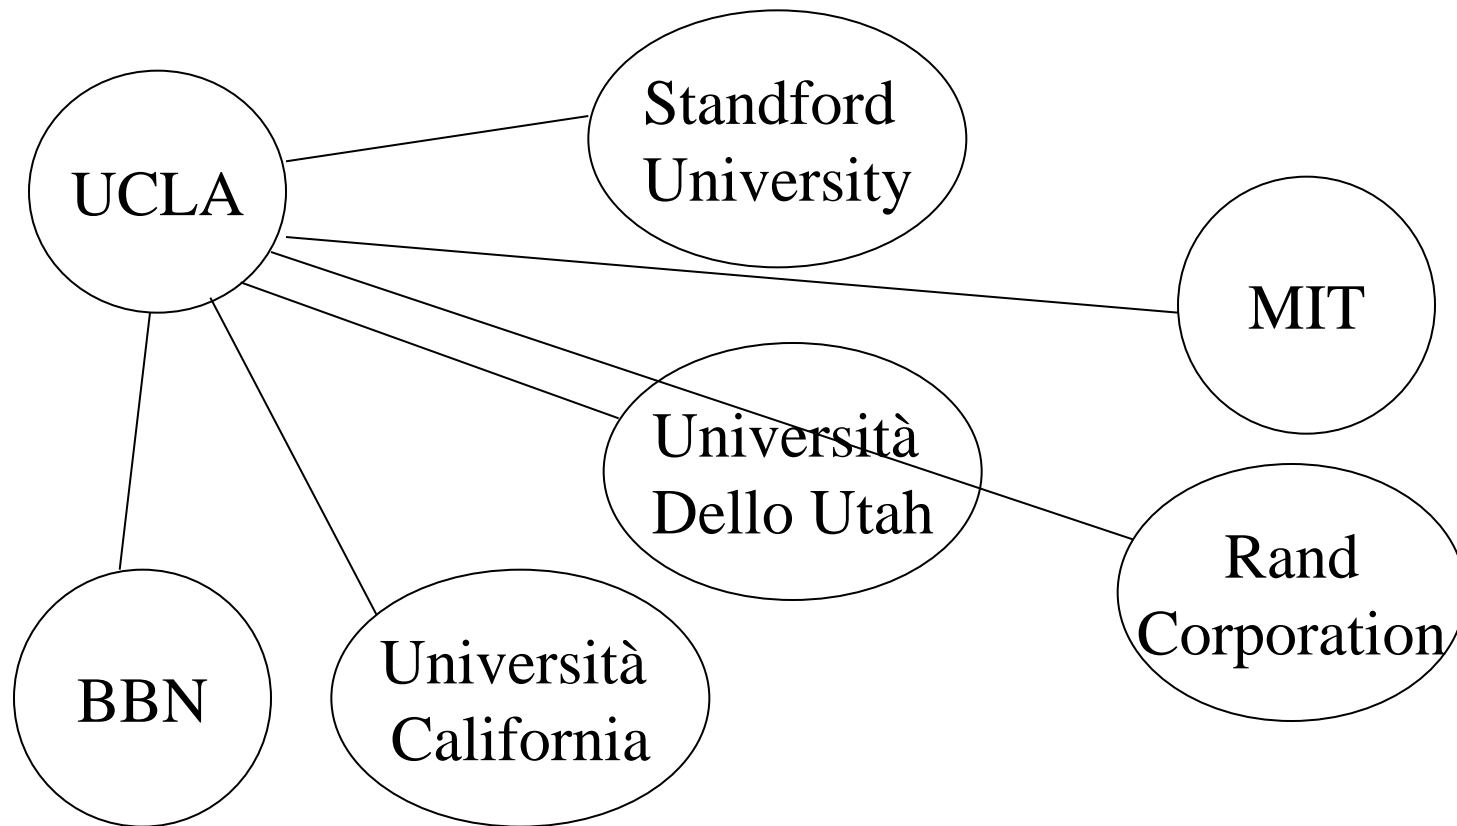 UCLA
Standford
University
MIT
Università
Dello Utah
Rand
Corporation
BBN
Università
California